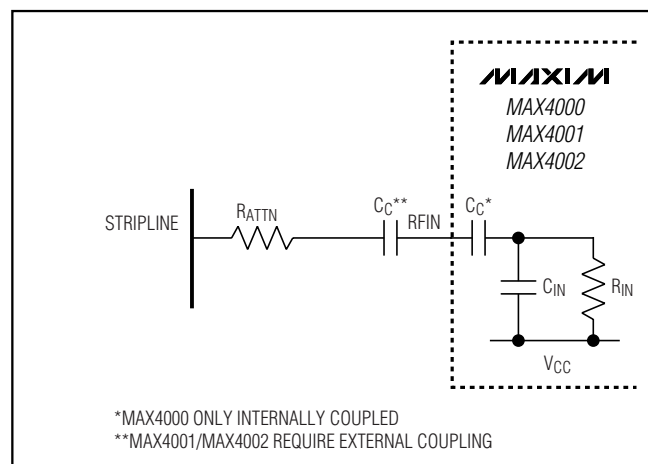 MAXIM
MAX4000
MAX4001
MAX4002
STRIPLINE
RATTN
CC**
RFIN
CC*
CIN
RIN
VCC
*MAX4000 ONLY INTERNALLY COUPLED
**MAX4001/MAX4002 REQUIRE EXTERNAL COUPLING